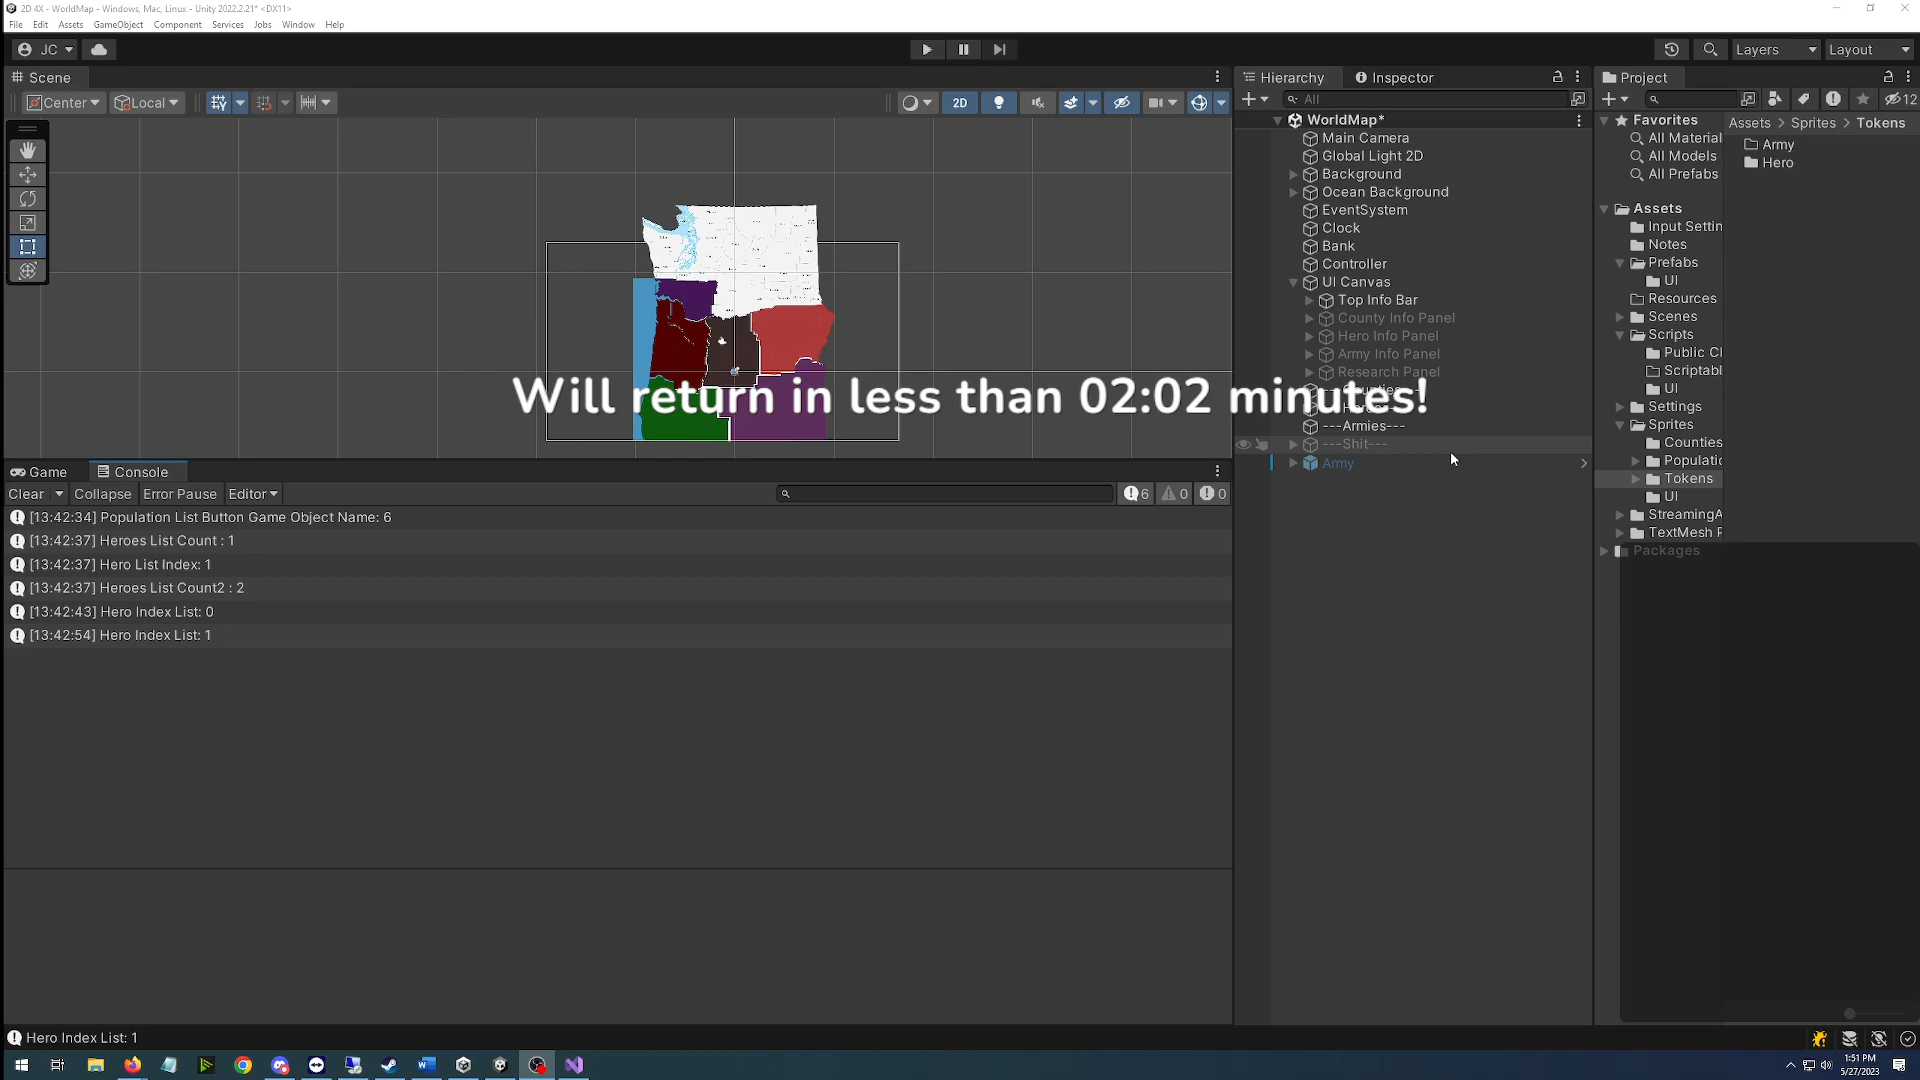 2D 4X - WorldMap - Windows, Mac, Linux - Unity 2022.2.21* <DX11>
File Edit Assets GameObject Component Services Jobs Window Help
JC Layers Layout
Scene
Center Local 2D
Hierarchy Inspector
All
WorldMap*
Main Camera
Global Light 2D
Background
Ocean Background
EventSystem
Clock
Bank
Controller
UI Canvas
Top Info Bar
County Info Panel
Hero Info Panel
Army Info Panel
Research Panel
---Armies---
---Shit---
Army
Project
12
Favorites
All Material
All Models
All Prefabs
Assets
Input Settin
Notes
Prefabs
UI
Resources
Scenes
Scripts
Public Cl
Scriptabl
UI
Settings
Sprites
Counties
Populatic
Tokens
UI
StreamingA
TextMesh F
Packages
Assets > Sprites > Tokens
Army
Hero
Will return in less than 02:02 minutes!
Game Console
Clear Collapse Error Pause Editor 6 0 0
[13:42:34] Population List Button Game Object Name: 6
[13:42:37] Heroes List Count : 1
[13:42:37] Hero List Index: 1
[13:42:37] Heroes List Count2 : 2
[13:42:43] Hero Index List: 0
[13:42:54] Hero Index List: 1
Hero Index List: 1
1:51 PM
5/27/2023